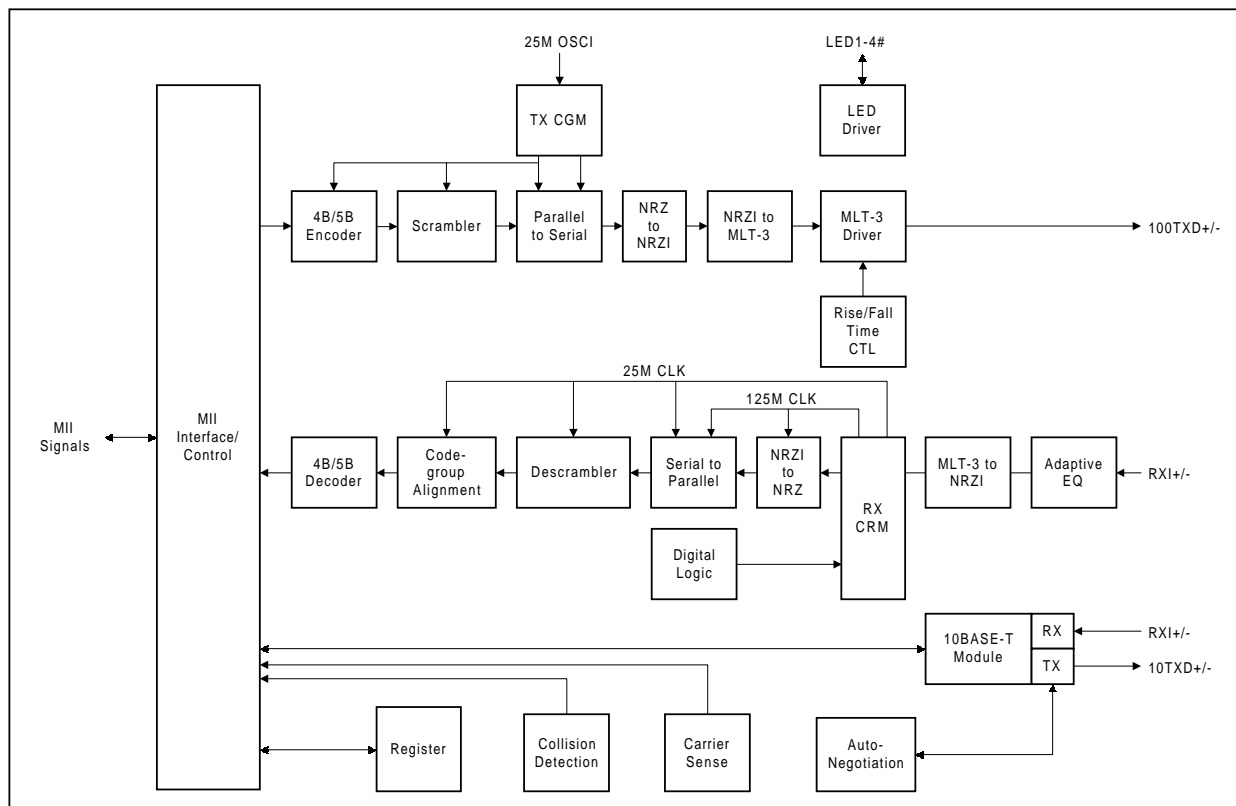 25M OSCI
LED1-4#
TX CGM
LED
Driver
4B/5B
Encoder
Scrambler
Parallel
to Serial
NRZ
to
NRZI
NRZI to
MLT-3
MLT-3
Driver
100TXD+/-
Rise/Fall
Time
CTL
25M CLK
125M CLK
MII
Signals
MII
Interface/
Control
4B/5B
Decoder
Code-
group
Alignment
Descrambler
Serial to
Parallel
NRZI
to
NRZ
RX
CRM
MLT-3 to
NRZI
Adaptive
EQ
RXI+/-
Digital
Logic
10BASE-T
Module
RX
TX
RXI+/-
10TXD+/-
Register
Collision
Detection
Carrier
Sense
Auto-
Negotiation